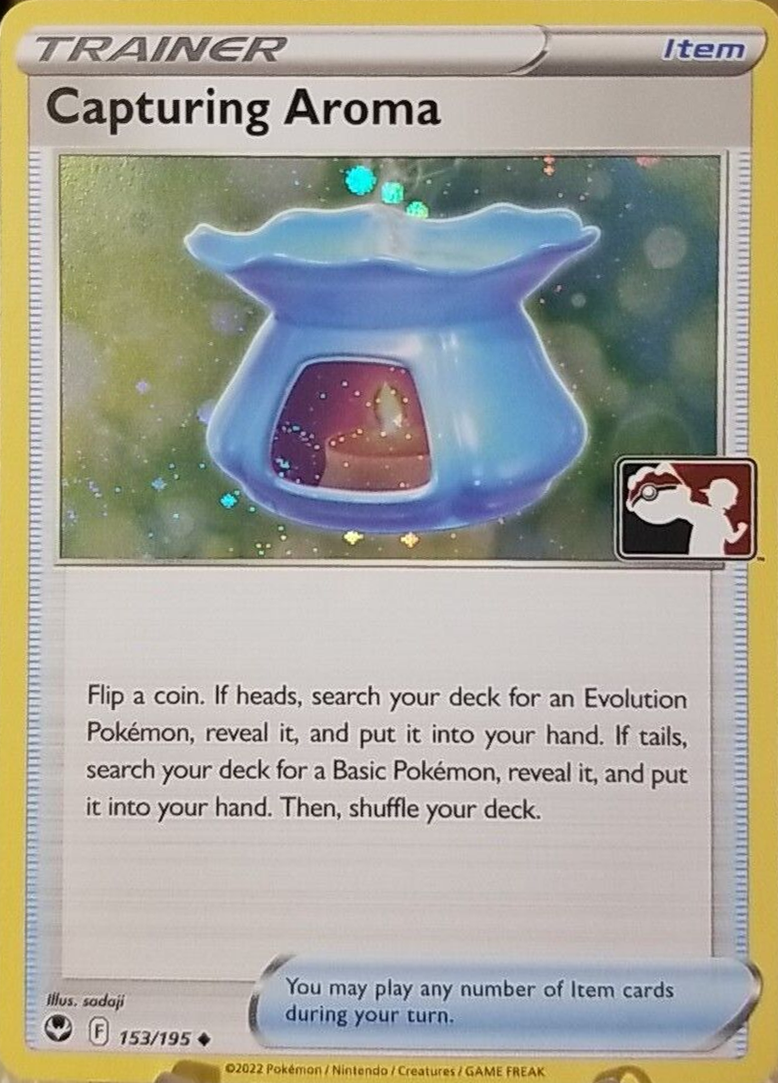 TRAINER
Item
Capturing Aroma
Flip a coin. If heads, search your deck for an Evolution
Pokémon, reveal it, and put it into your hand. If tails,
search your deck for a Basic Pokémon, reveal it, and put
it into your hand. Then, shuffle your deck.
You may play any number of Item cards
during your turn.
Illus. sadaji
F 153/195 ◆
©2022 Pokémon / Nintendo / Creatures / GAME FREAK